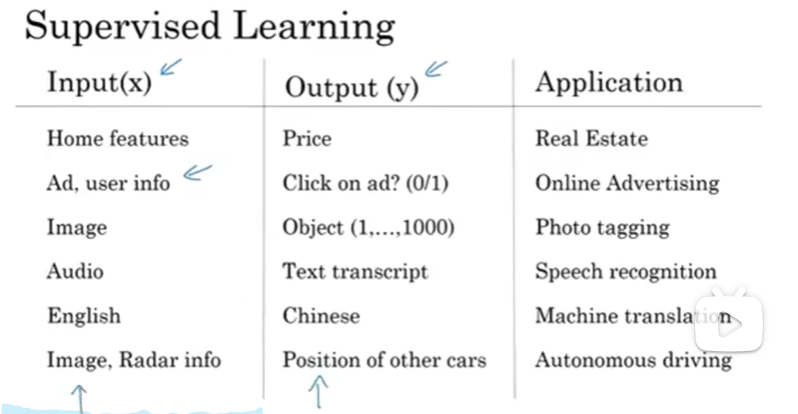 Supervised Learning
Input(x) Output (y) Application
Home features Price Real Estate
Ad, user info Click on ad? (0/1) Online Advertising
Image Object (1,...,1000) Photo tagging
Audio Text transcript Speech recognition
English Chinese Machine translation
Image, Radar info Position of other cars Autonomous driving